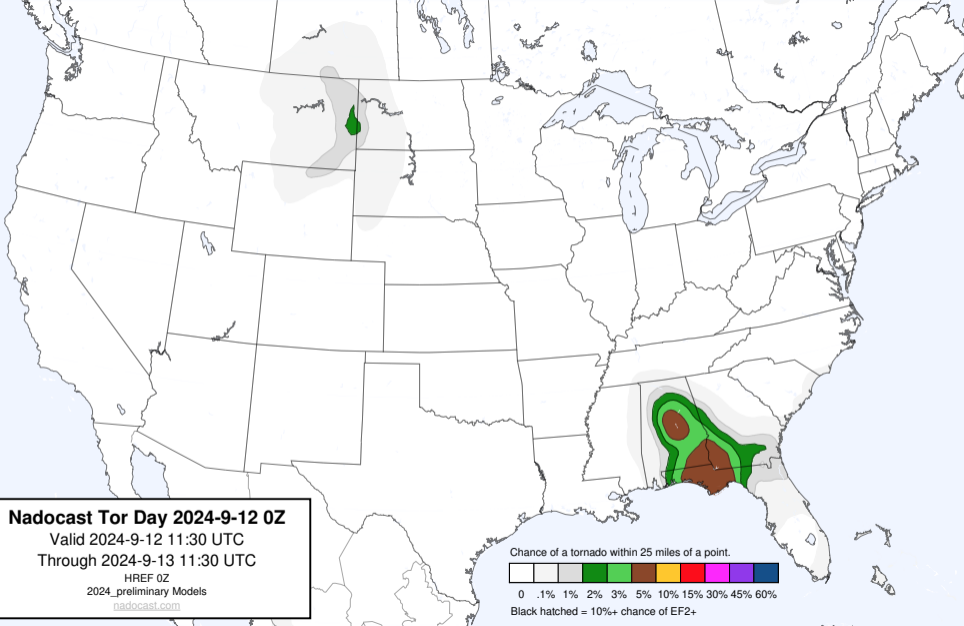 Nadocast Tor Day 2024-9-12 0Z
Valid 2024-9-12 11:30 UTC
Through 2024-9-13 11:30 UTC
HREF 0Z
2024_preliminary Models
nadocast.com
Chance of a tornado within 25 miles of a point.
0 .1% 1% 2% 3% 5% 10% 15% 30% 45% 60%
Black hatched = 10%+ chance of EF2+